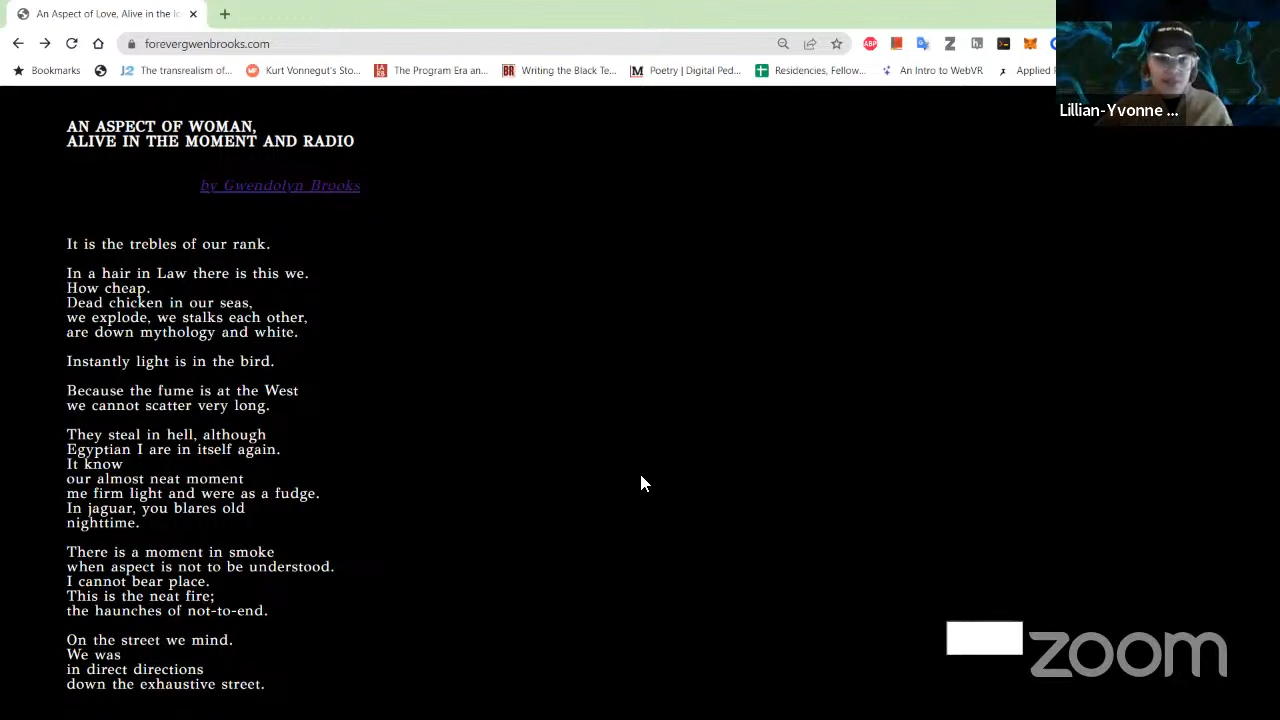 An Aspect of Love, Alive in the Ic
forevergwenbrooks.com
ABP
Bookmarks
The transrealism of...
Kurt Vonnegut's Sto...
The Program Era an...
BR Writing the Black Te...
M Poetry | Digital Ped...
Residencies, Fellow...
An Intro to WebVR
Applied
Lillian-Yvonne ...
AN ASPECT OF WOMAN,
ALIVE IN THE MOMENT AND RADIO
by Gwendolyn Brooks
It is the trebles of our rank.
In a hair in Law there is this we.
How cheap.
Dead chicken in our seas,
we explode, we stalks each other,
are down mythology and white.
Instantly light is in the bird.
Because the fume is at the West
we cannot scatter very long.
They steal in hell, although
Egyptian I are in itself again.
It know
our almost neat moment
me firm light and were as a fudge.
In jaguar, you blares old
nighttime.
There is a moment in smoke
when aspect is not to be understood.
I cannot bear place.
This is the neat fire;
the haunches of not-to-end.
On the street we mind.
We was
in direct directions
down the exhaustive street.
zoom